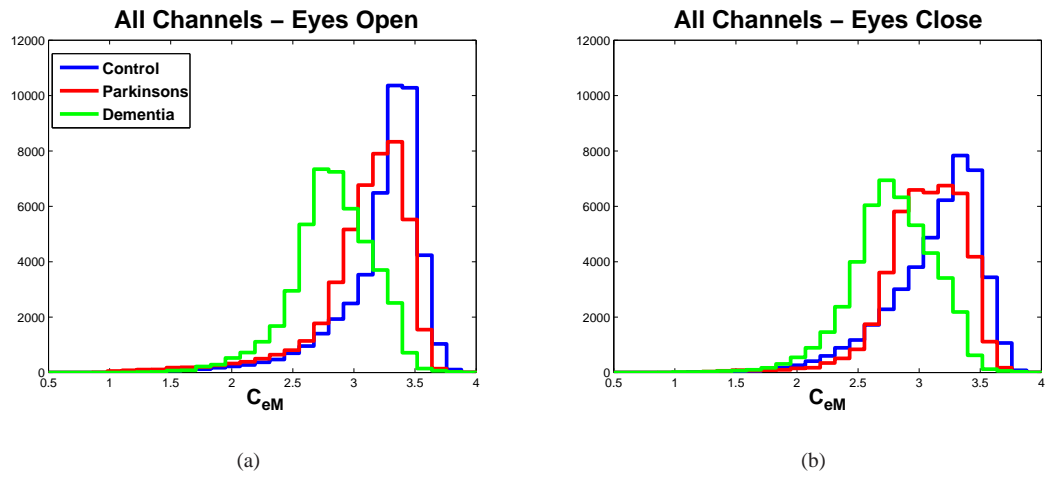 All Channels – Eyes Open
12000
10000
8000
6000
4000
2000
0
0.5 1 1.5 2 2.5 3 3.5 4
C_eM
Control
Parkinsons
Dementia
(a)
All Channels – Eyes Close
12000
10000
8000
6000
4000
2000
0
0.5 1 1.5 2 2.5 3 3.5 4
C_eM
(b)